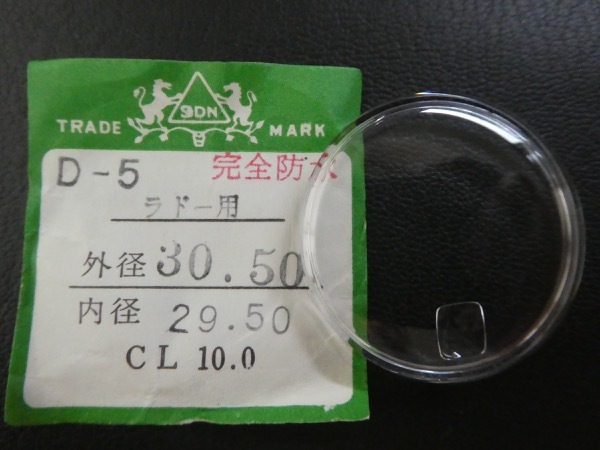 SDN
TRADE MARK
D-5 完全防水
ラドー用
外径 30.50
内径 29.50
CL 10.0